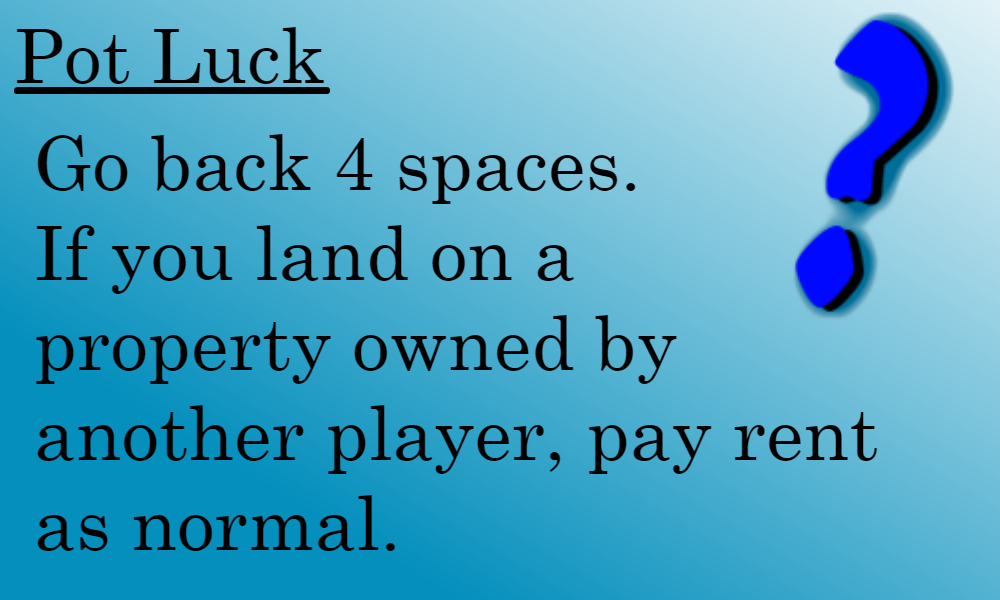 Pot Luck
Go back 4 spaces.
If you land on a
property owned by
another player, pay rent
as normal.
?